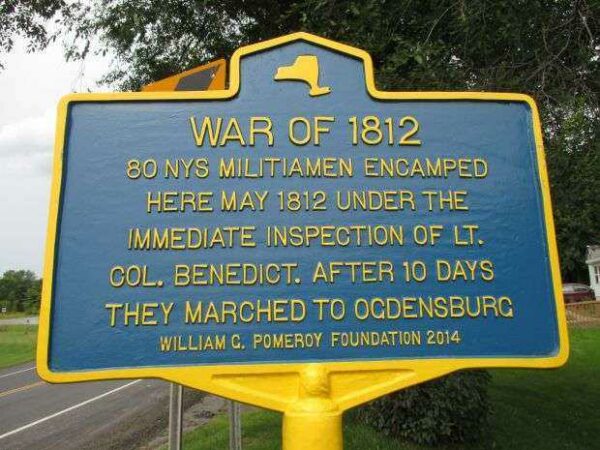 WAR OF 1812
80 NYS MILITIAMEN ENCAMPED
HERE MAY 1812 UNDER THE
IMMEDIATE INSPECTION OF LT.
COL. BENEDICT. AFTER 10 DAYS
THEY MARCHED TO OGDENSBURG
WILLIAM G. POMEROY FOUNDATION 2014